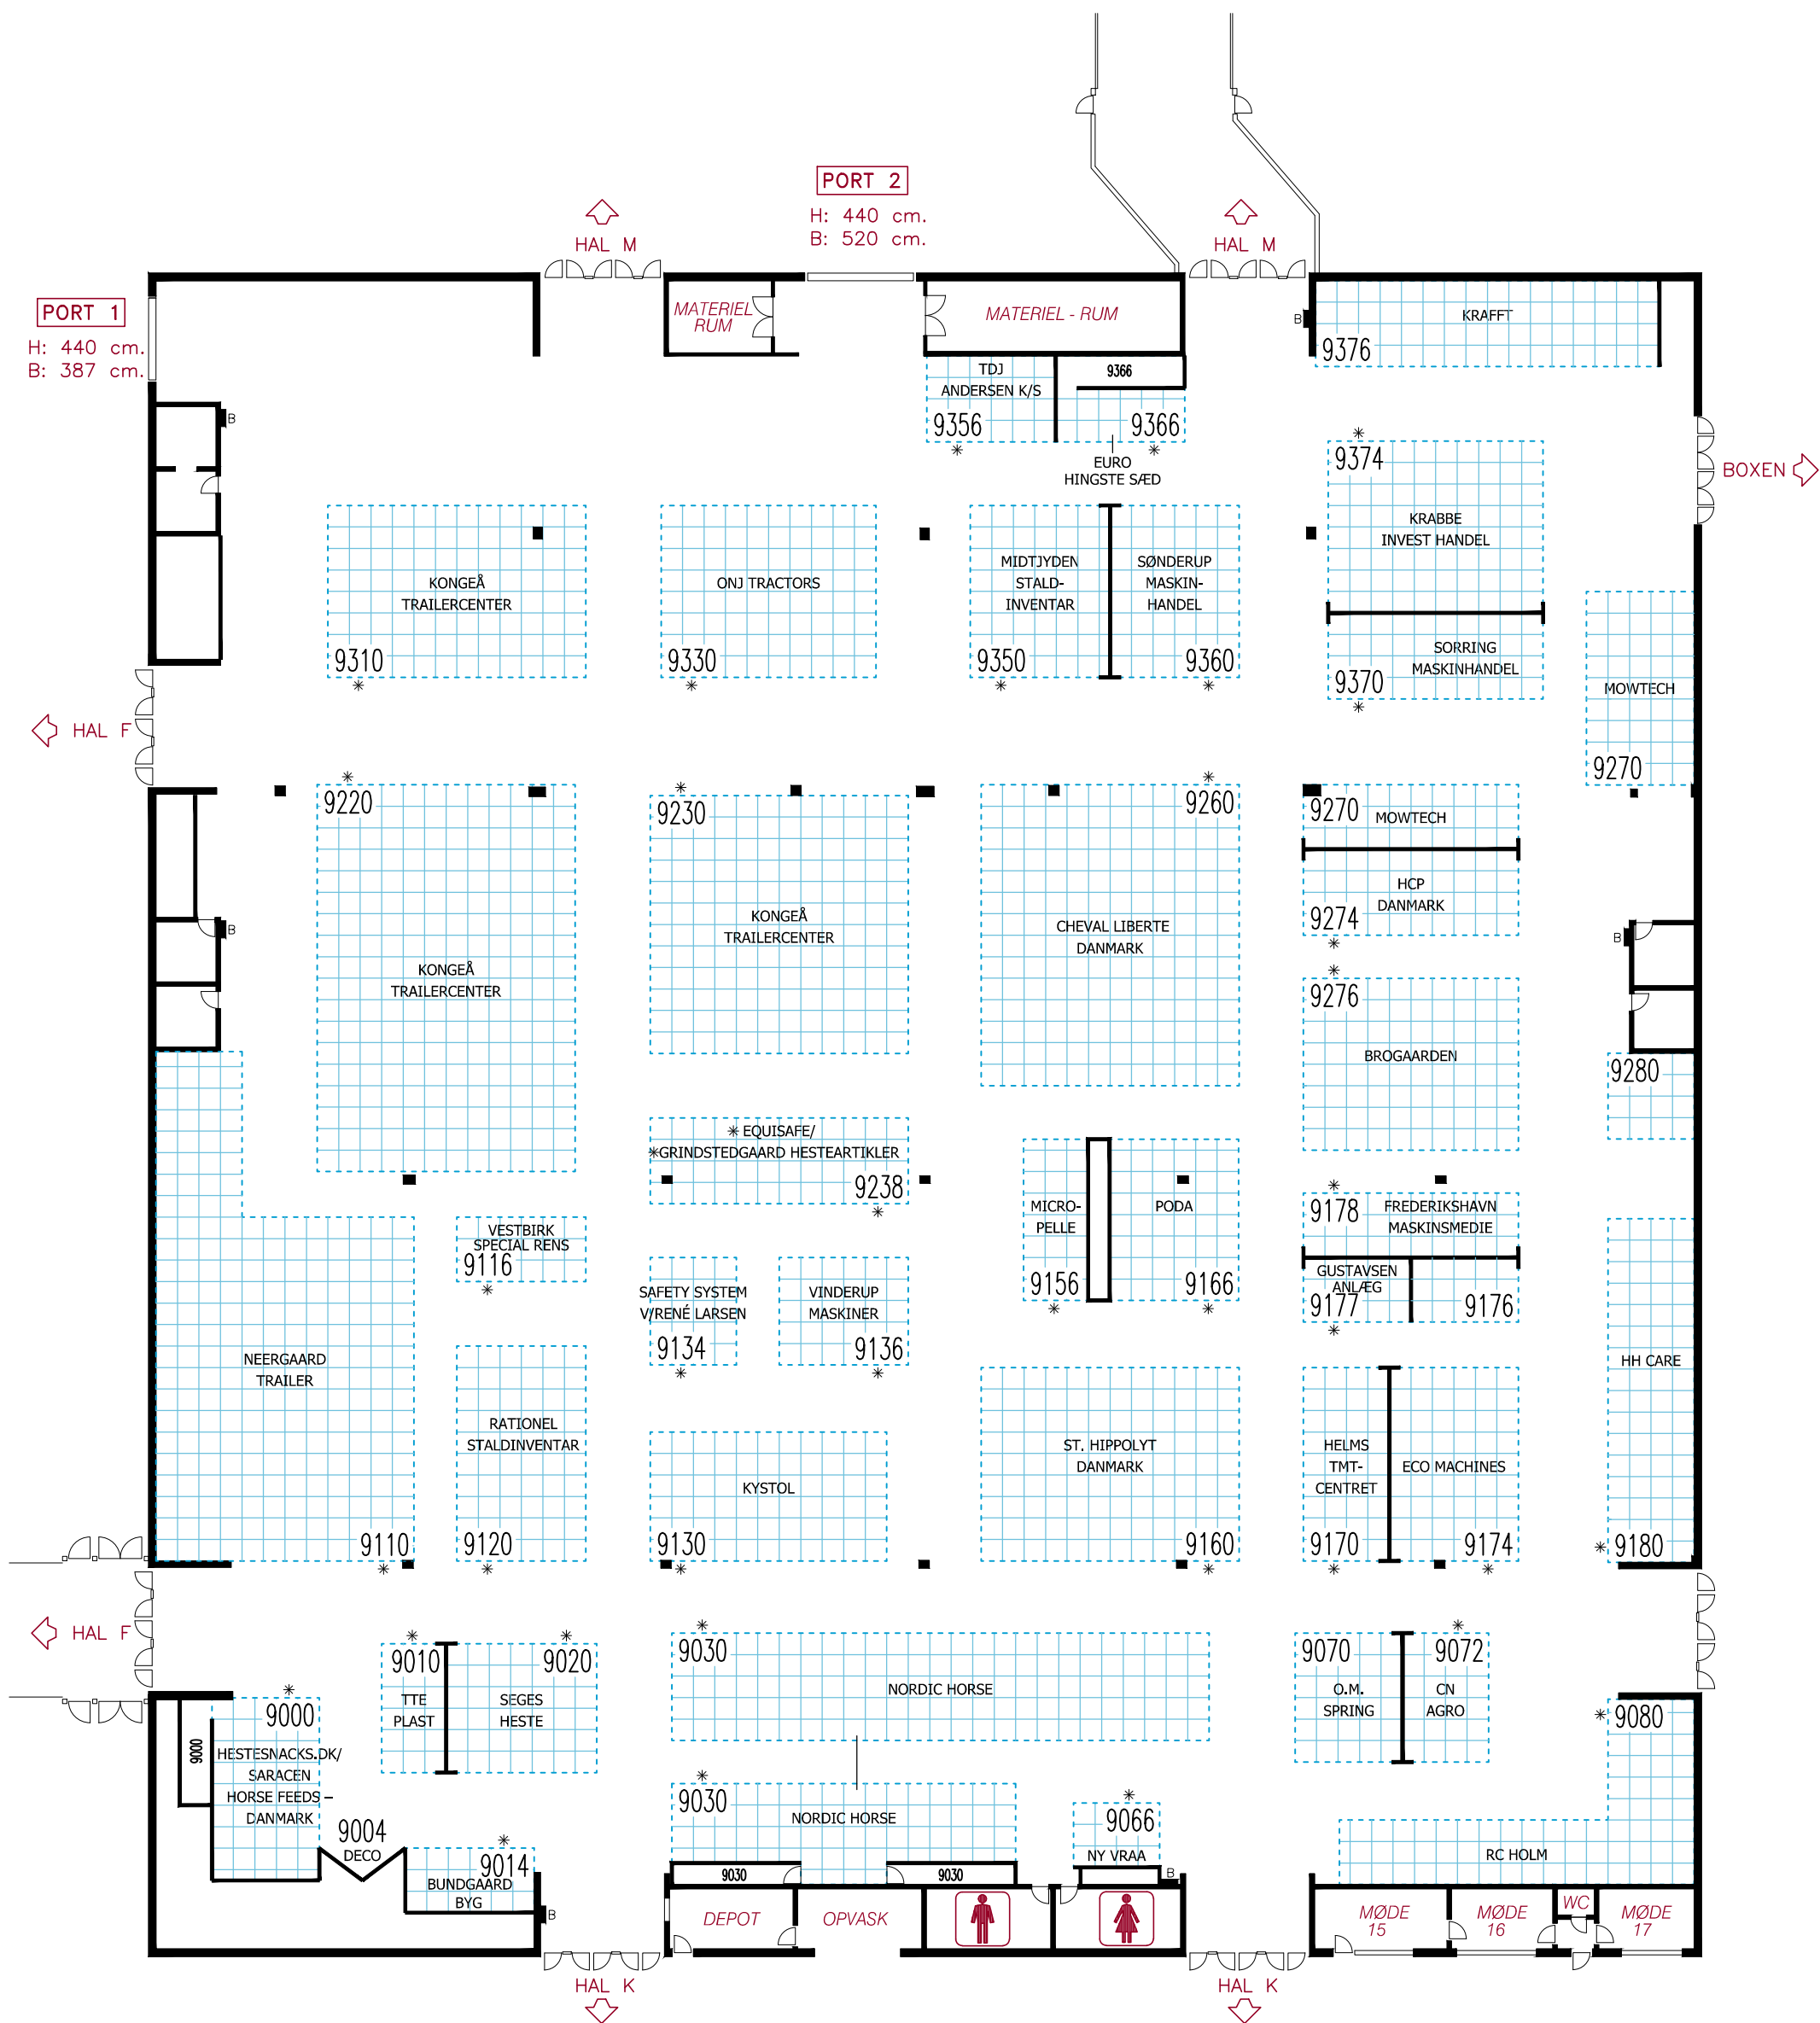 PORT 2
H: 440 cm.
B: 520 cm.
HAL M
HAL M
PORT 1
H: 440 cm.
B: 387 cm.
MATERIEL
RUM
MATERIEL - RUM
B
KRAFFT
9376
TDJ
ANDERSEN K/S
9356
9366
9366
EURO
HINGSTE SÆD
B
9374
KRABBE
INVEST HANDEL
BOXEN
KONGEÅ
TRAILERCENTER
9310
ONJ TRACTORS
9330
MIDTJYDEN
STALD-
INVENTAR
9350
SØNDERUP
MASKIN-
HANDEL
9360
SORRING
MASKINHANDEL
9370
MOWTECH
9270
HAL F
9220
KONGEÅ
TRAILERCENTER
9230
KONGEÅ
TRAILERCENTER
9260
CHEVAL LIBERTE
DANMARK
9270
MOWTECH
HCP
DANMARK
9274
B
B
9276
BROGAARDEN
9280
* EQUISAFE/
*GRINDSTEDGAARD HESTEARTIKLER
9238
MICRO-
PELLE
9156
PODA
9166
9178
FREDERIKSHAVN
MASKINSMEDIE
GUSTAVSEN
ANLÆG
9177
9176
VESTBIRK
SPECIAL RENS
9116
SAFETY SYSTEM
V/RENÉ LARSEN
9134
VINDERUP
MASKINER
9136
NEERGAARD
TRAILER
9110
RATIONEL
STALDINVENTAR
9120
KYSTOL
9130
ST. HIPPOLYT
DANMARK
9160
HELMS
TMT-
CENTRET
9170
ECO MACHINES
9174
HH CARE
9180
HAL F
9010
TTE
PLAST
9020
SEGES
HESTE
9030
NORDIC HORSE
9070
O.M.
SPRING
9072
CN
AGRO
9080
RC HOLM
9000
9000
HESTESNACKS.DK/
SARACEN
HORSE FEEDS –
DANMARK
9004
DECO
9014
BUNDGAARD
BYG
B
9030
NORDIC HORSE
9030
9030
9066
NY VRAA
B
DEPOT
OPVASK
MØDE
15
MØDE
16
WC
MØDE
17
HAL K
HAL K